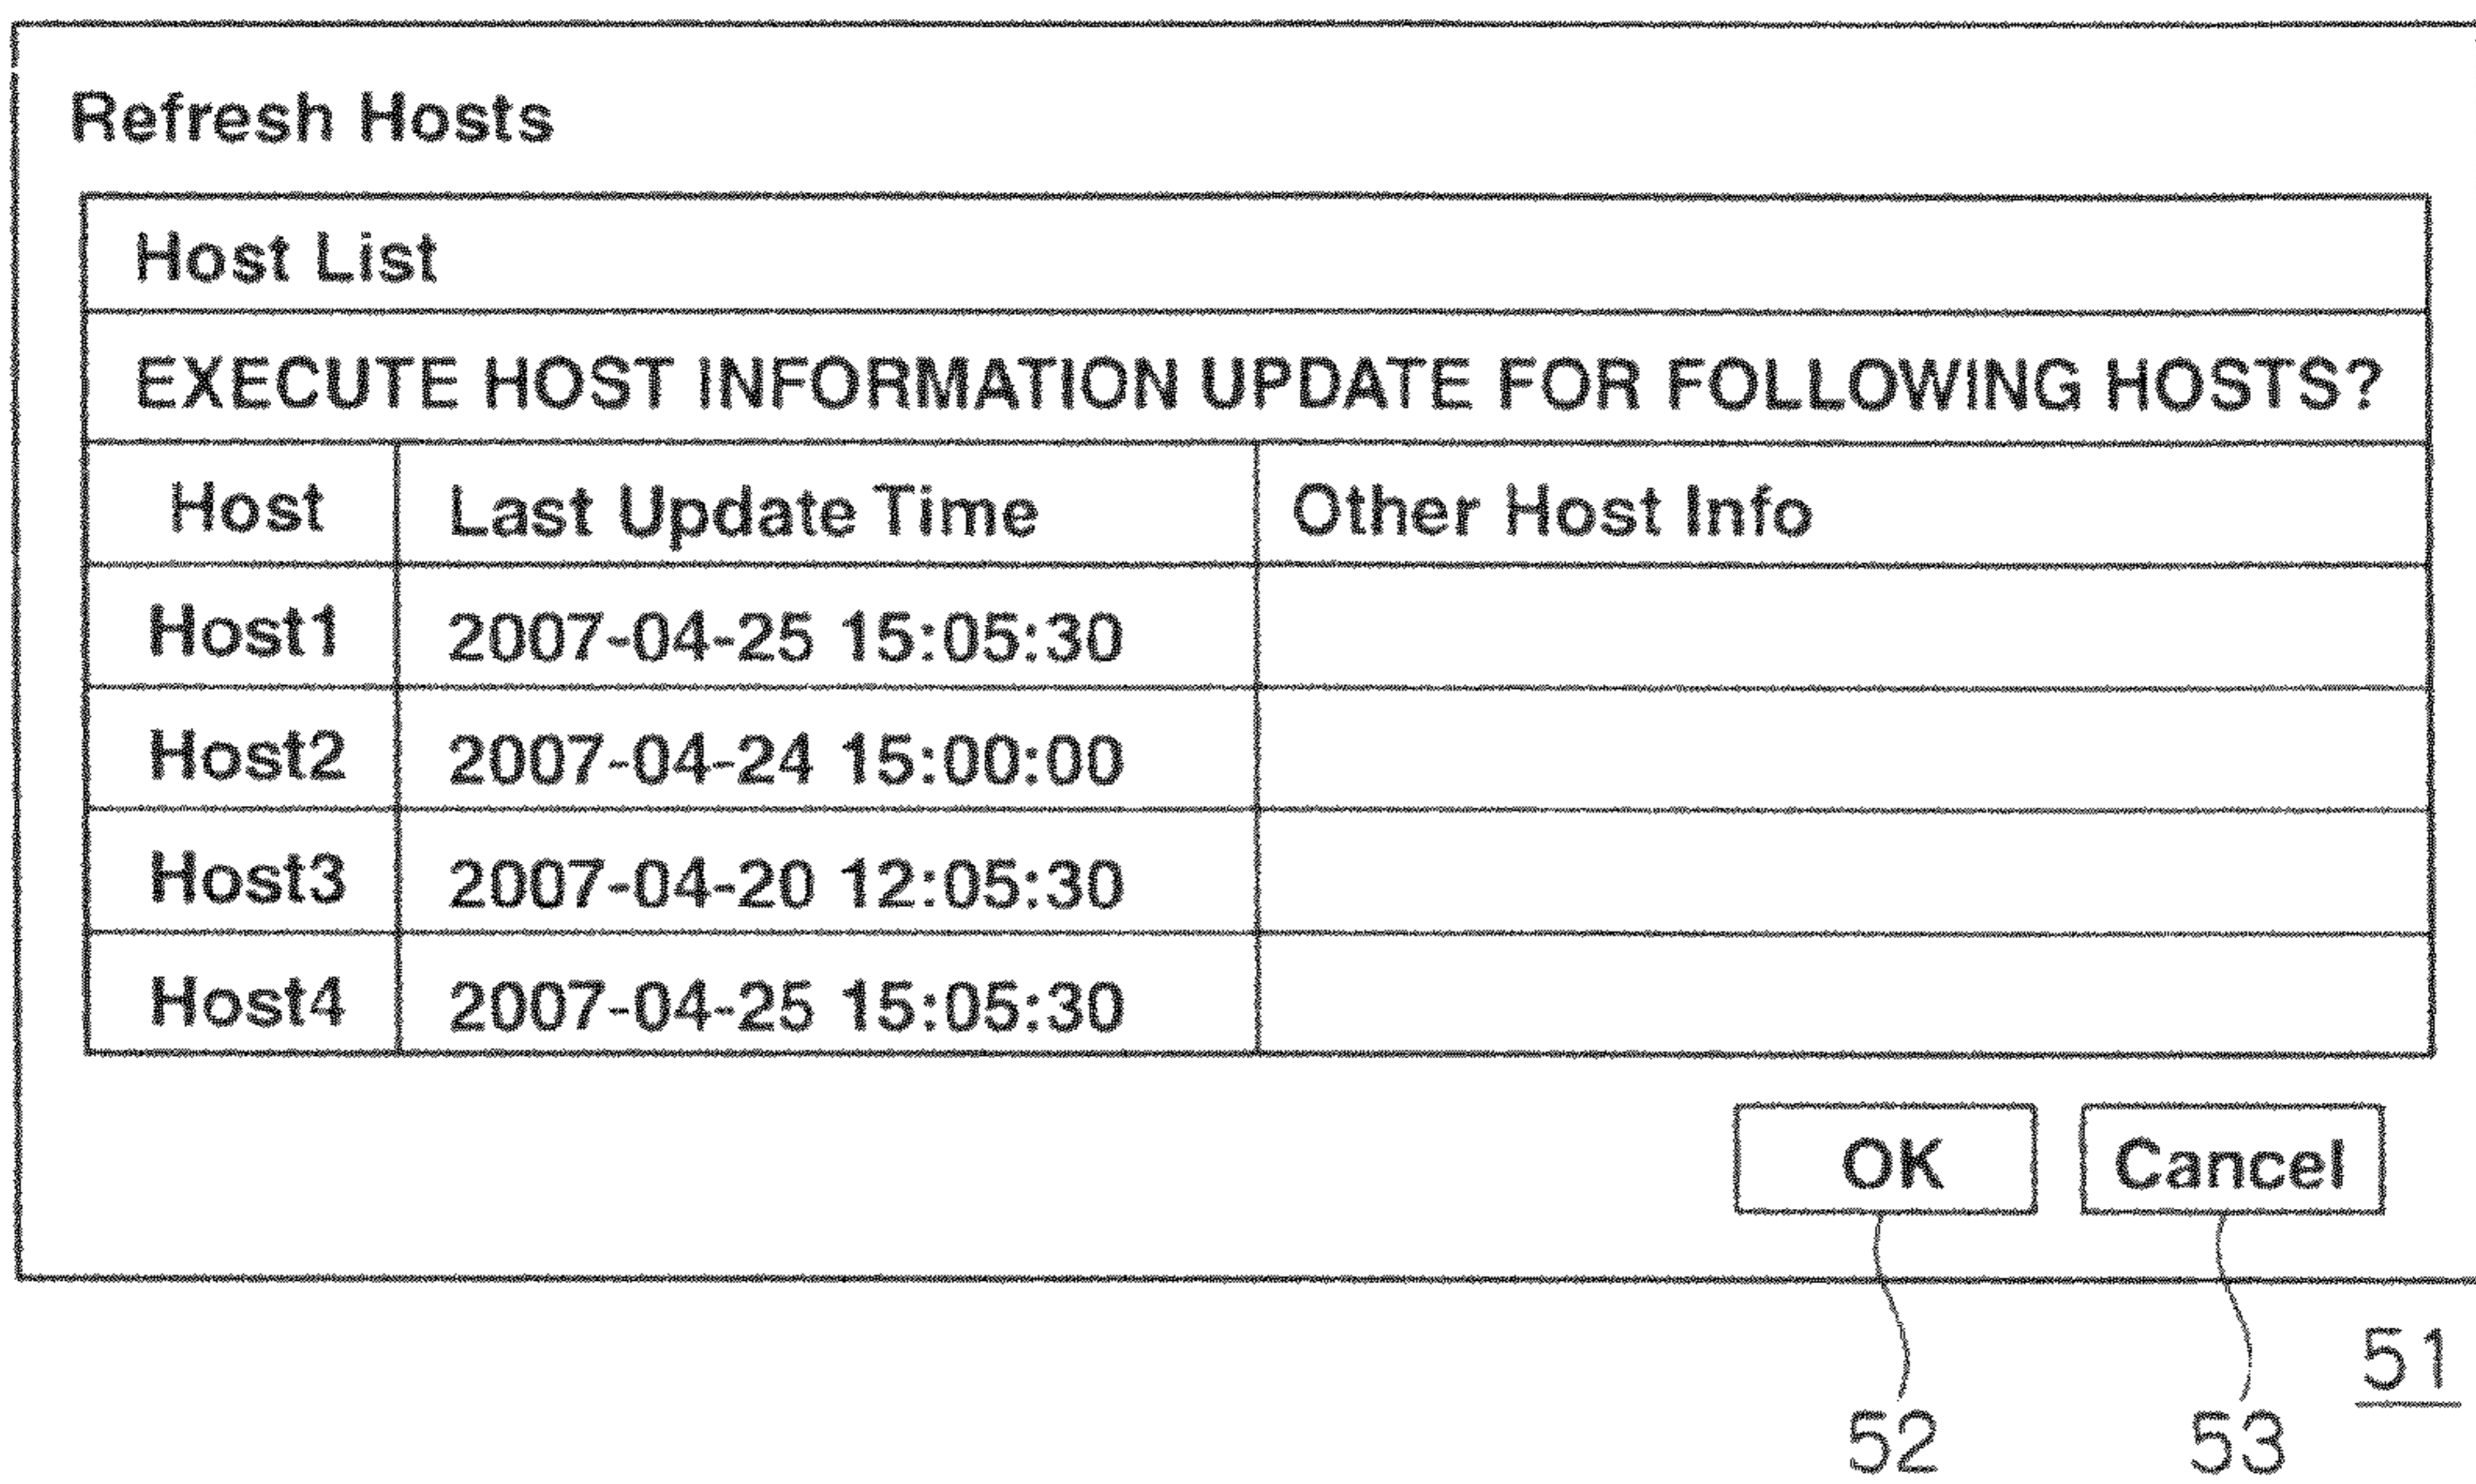 Refresh Hosts
Host List
EXECUTE HOST INFORMATION UPDATE FOR FOLLOWING HOSTS?
Host Last Update Time Other Host Info
Host1 2007-04-25 15:05:30
Host2 2007-04-24 15:00:00
Host3 2007-04-20 12:05:30
Host4 2007-04-25 15:05:30
OK Cancel
51
52 53